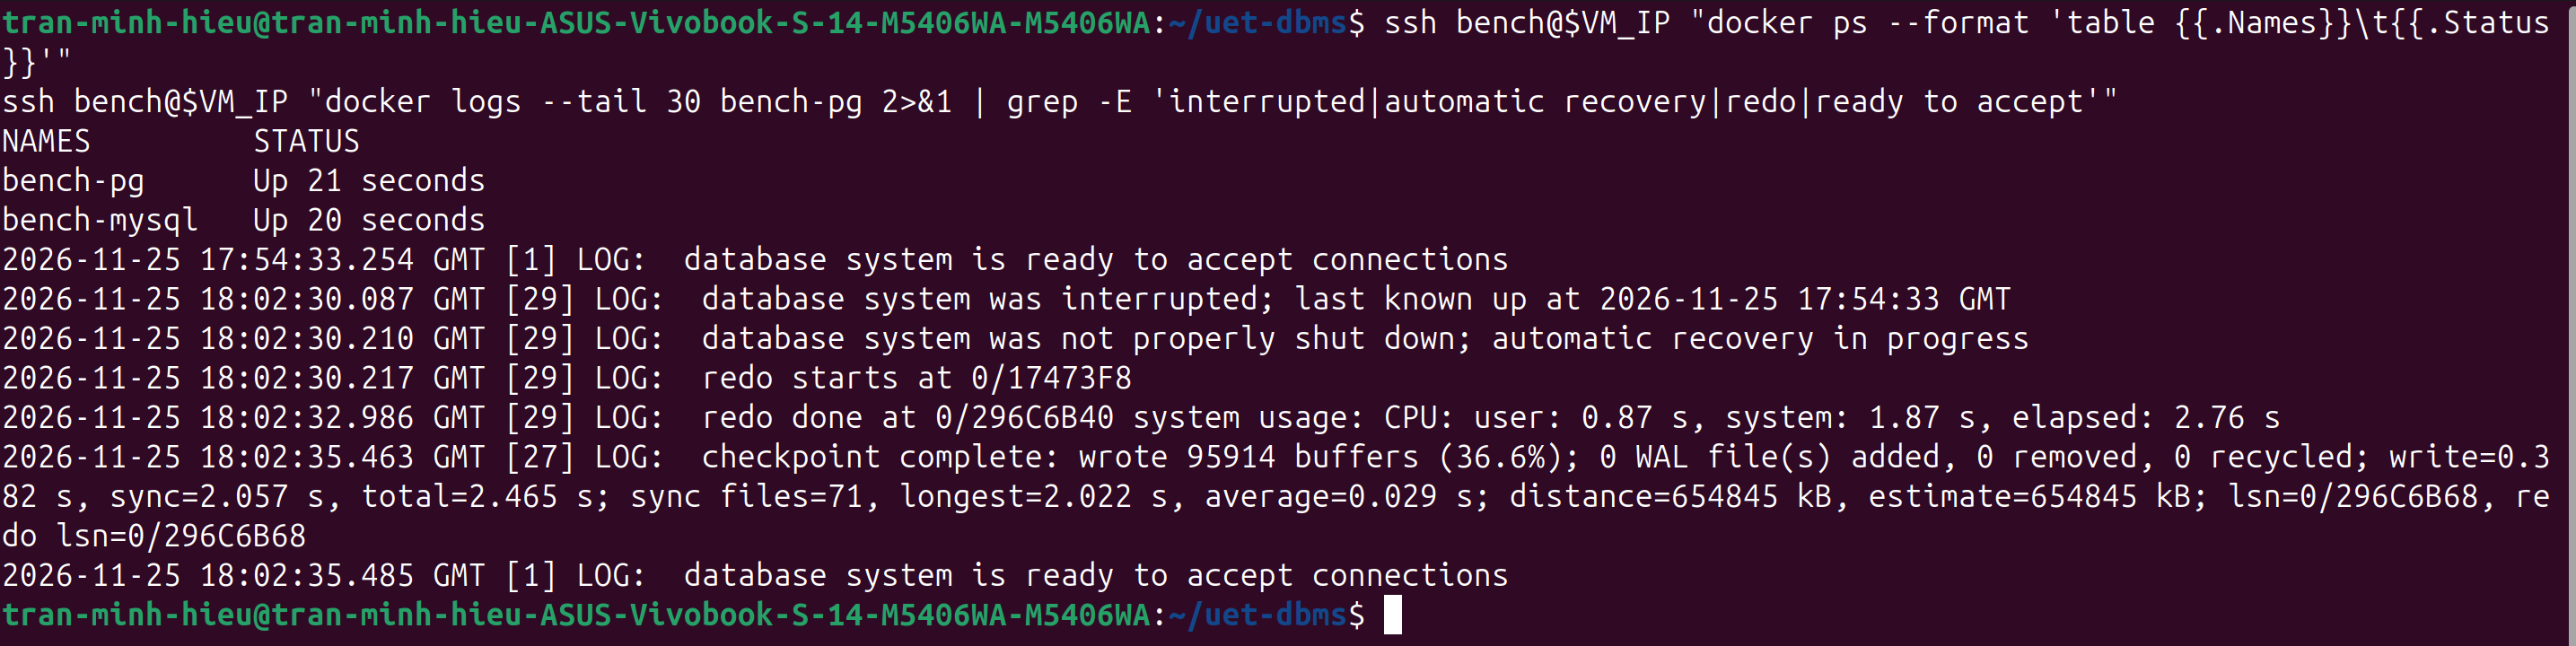 tran-minh-hieu@tran-minh-hieu-ASUS-Vivobook-S-14-M5406WA-M5406WA:~/uet-dbms$ ssh bench@$VM_IP "docker ps --format 'table {{.Names}}\t{{.Status
}}'"
ssh bench@$VM_IP "docker logs --tail 30 bench-pg 2>&1 | grep -E 'interrupted|automatic recovery|redo|ready to accept'"
NAMES         STATUS
bench-pg      Up 21 seconds
bench-mysql   Up 20 seconds
2026-11-25 17:54:33.254 GMT [1] LOG:  database system is ready to accept connections
2026-11-25 18:02:30.087 GMT [29] LOG:  database system was interrupted; last known up at 2026-11-25 17:54:33 GMT
2026-11-25 18:02:30.210 GMT [29] LOG:  database system was not properly shut down; automatic recovery in progress
2026-11-25 18:02:30.217 GMT [29] LOG:  redo starts at 0/17473F8
2026-11-25 18:02:32.986 GMT [29] LOG:  redo done at 0/296C6B40 system usage: CPU: user: 0.87 s, system: 1.87 s, elapsed: 2.76 s
2026-11-25 18:02:35.463 GMT [27] LOG:  checkpoint complete: wrote 95914 buffers (36.6%); 0 WAL file(s) added, 0 removed, 0 recycled; write=0.3
82 s, sync=2.057 s, total=2.465 s; sync files=71, longest=2.022 s, average=0.029 s; distance=654845 kB, estimate=654845 kB; lsn=0/296C6B68, re
do lsn=0/296C6B68
2026-11-25 18:02:35.485 GMT [1] LOG:  database system is ready to accept connections
tran-minh-hieu@tran-minh-hieu-ASUS-Vivobook-S-14-M5406WA-M5406WA:~/uet-dbms$